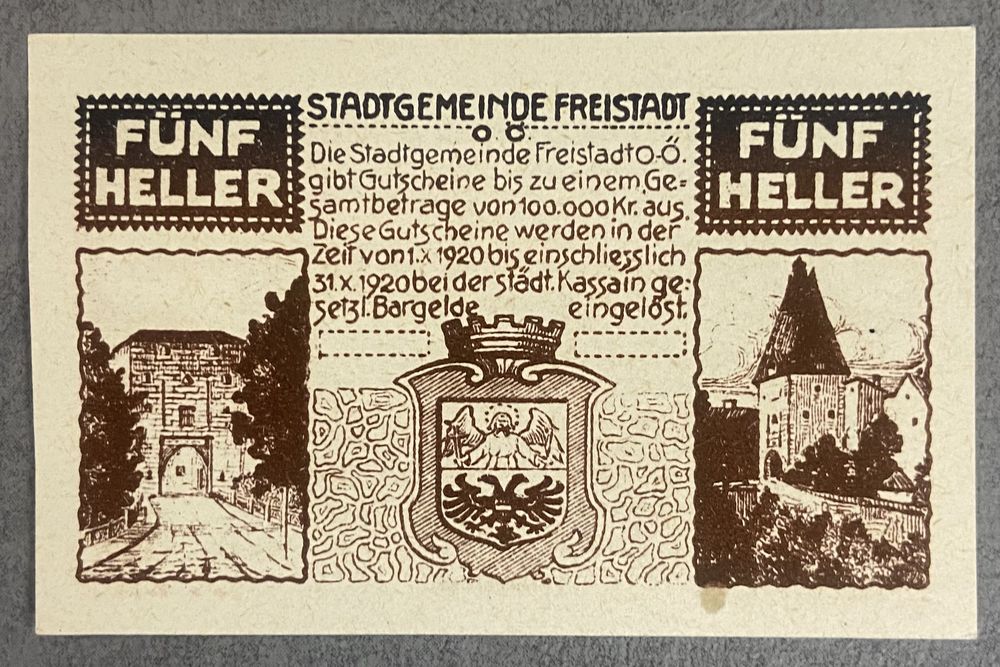 FÜNF
HELLER
STADTGEMEINDE FREISTADT
O. Ö.
Die Stadtgemeinde Freistadt O-Ö.
gibt Gutscheine bis zu einem Ge=
samtbetrage von 100.000 Kr. aus.
Diese Gutscheine werden in der
Zeit von 1. X 1920 bis einschliesslich
31. X. 1920 bei der städt. Kassa in ge=
setzl. Bargelde eingelöst.
FÜNF
HELLER